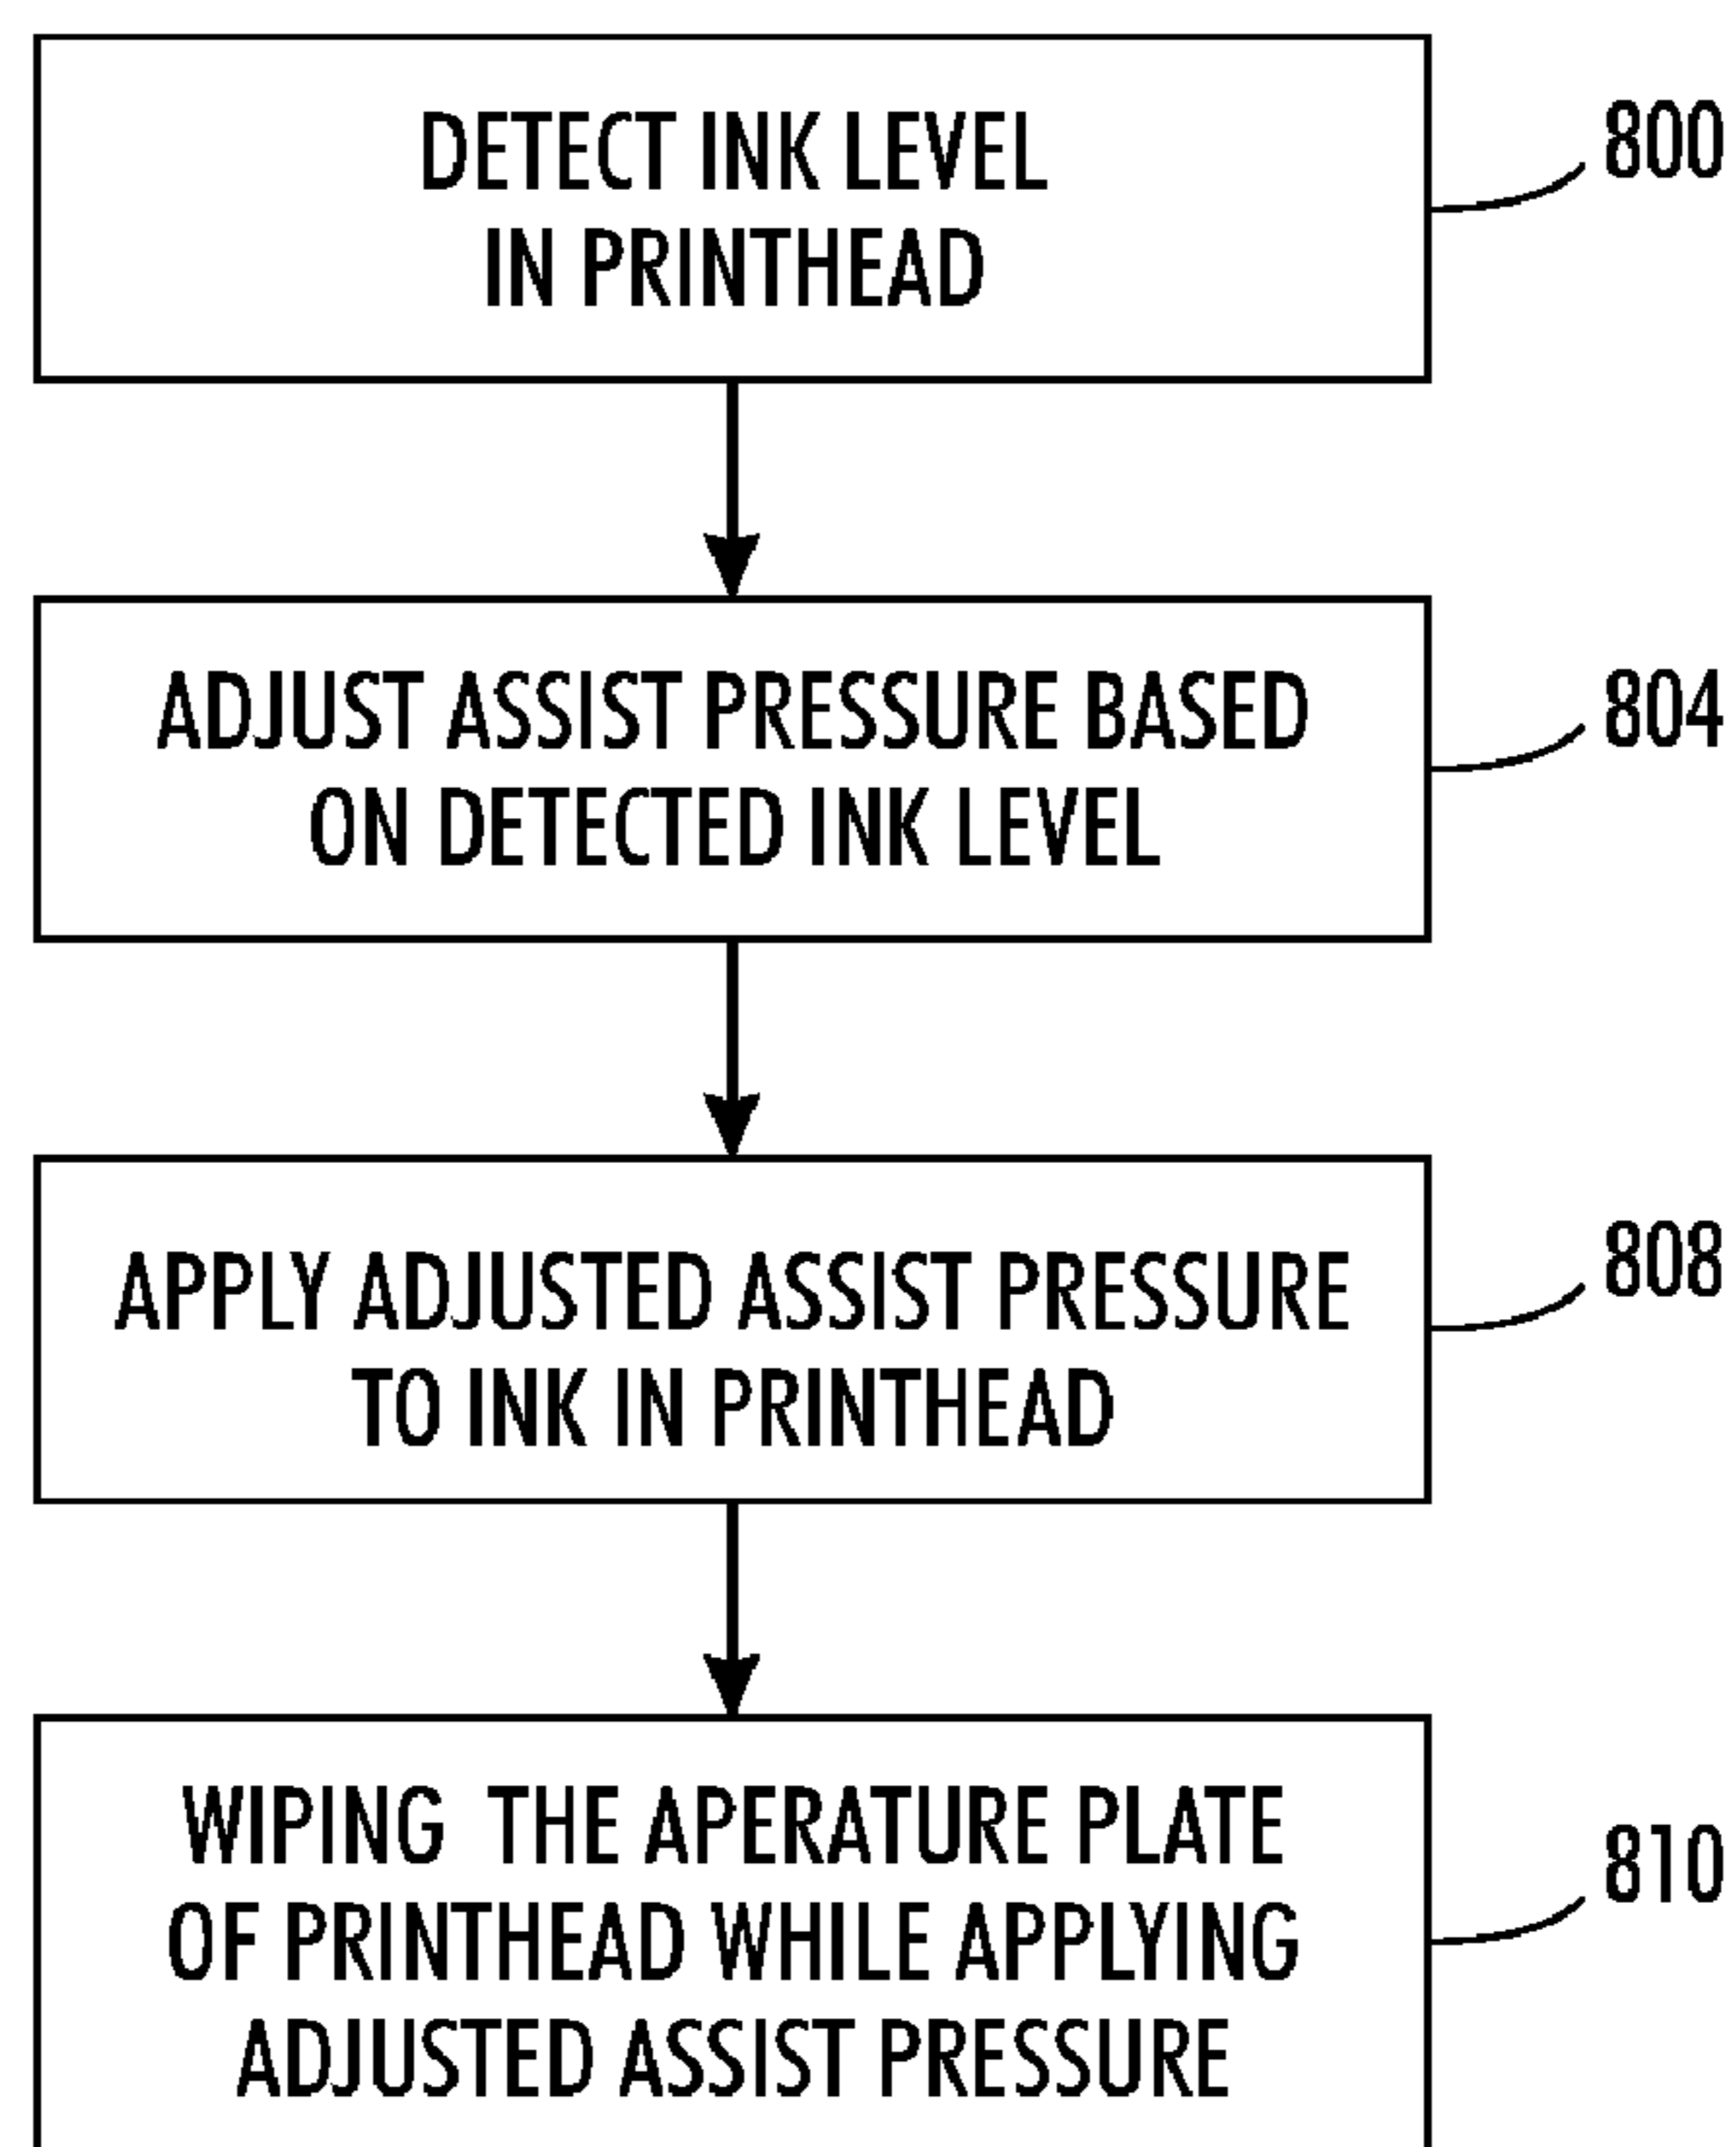 DETECT INK LEVEL
IN PRINTHEAD
800
ADJUST ASSIST PRESSURE BASED
ON DETECTED INK LEVEL
804
APPLY ADJUSTED ASSIST PRESSURE
TO INK IN PRINTHEAD
808
WIPING THE APERATURE PLATE
OF PRINTHEAD WHILE APPLYING
ADJUSTED ASSIST PRESSURE
810